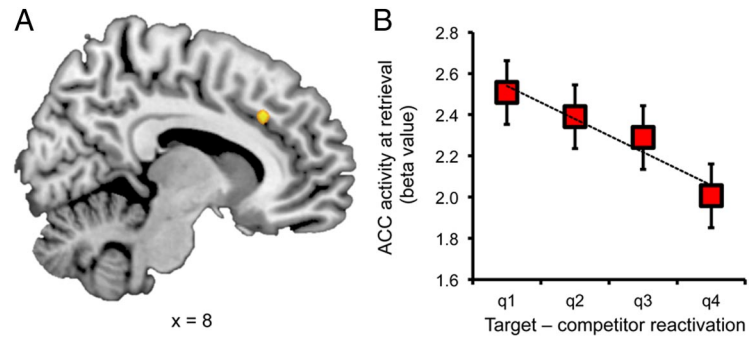 A
x = 8
B
ACC activity at retrieval
(beta value)
2.8
2.6
2.4
2.2
2.0
1.8
1.6
q1 q2 q3 q4
Target – competitor reactivation